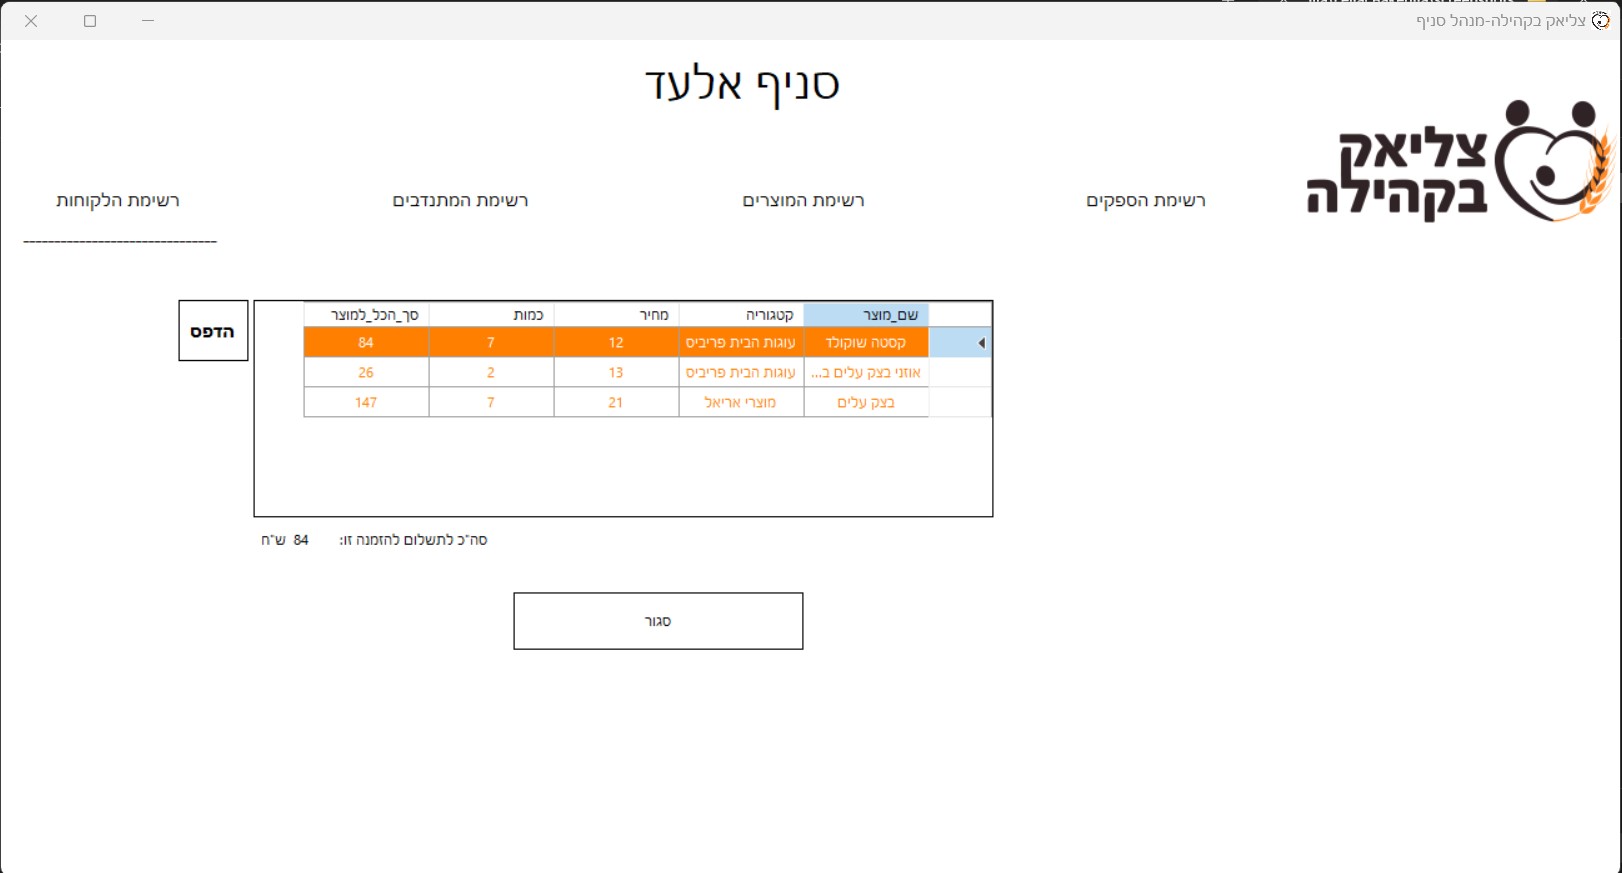 צליאק בקהילה-מנהל סניף
סניף אלעד
צליאק
בקהילה
רשימת הספקים רשימת המוצרים רשימת המתנדבים רשימת הלקוחות
--------------------------------
הדפס
שם_מוצר קטגוריה מחיר כמות סך_הכל_למוצר
קסטה שוקולד עוגות הבית פריביס 12 7 84
אוזני בצק עלים ב... עוגות הבית פריביס 13 2 26
בצק עלים מוצרי אריאל 21 7 147
סה"כ לתשלום להזמנה זו: 84 ש"ח
סגור